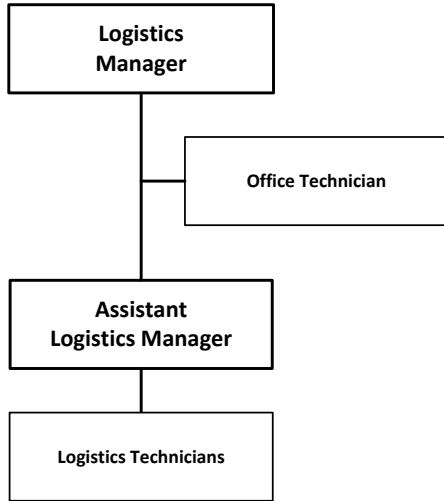 Logistics
Manager
Office Technician
Assistant
Logistics Manager
Logistics Technicians